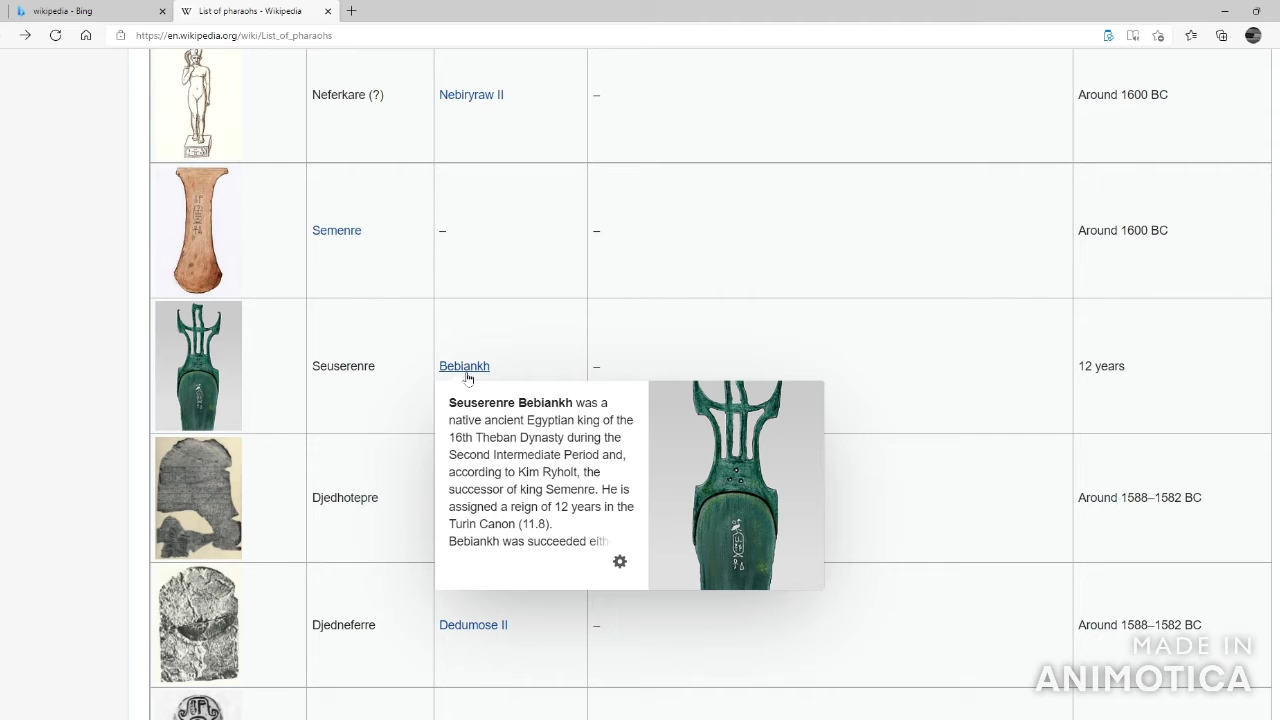 wikipedia - Bing
List of pharaohs - Wikipedia
https://en.wikipedia.org/wiki/List_of_pharaohs
Neferkare (?) Nebiryraw II – Around 1600 BC
Semenre – – Around 1600 BC
Seuserenre Bebiankh – 12 years
Seuserenre Bebiankh was a
native ancient Egyptian king of the
16th Theban Dynasty during the
Second Intermediate Period and,
according to Kim Ryholt, the
successor of king Semenre. He is
assigned a reign of 12 years in the
Turin Canon (11.8).
Bebiankh was succeeded eith
Djedhotepre Around 1588–1582 BC
Djedneferre Dedumose II – Around 1588–1582 BC
MADE IN
ANIMOTICA